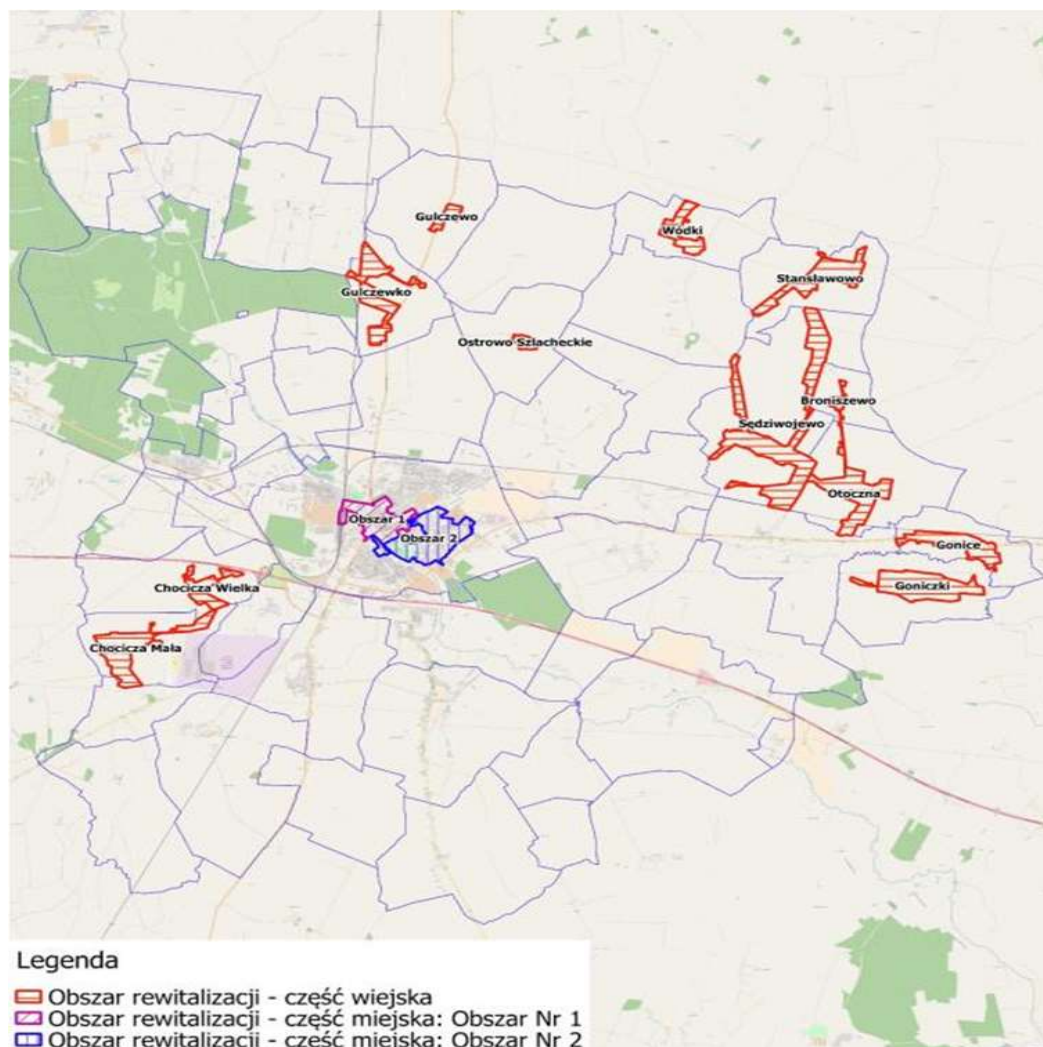 Gulczewo
Wódki
Stansławowo
Gulczewko
Ostrowo Szlacheckie
Broniszewo
Sędziwojewo
Otoczna
Obszar 1
Obszar 2
Gonice
Goniczki
Chocicza Wielka
Chocicza Mała
Legenda
Obszar rewitalizacji - część wiejska
Obszar rewitalizacji - część miejska: Obszar Nr 1
Obszar rewitalizacji - część miejska: Obszar Nr 2